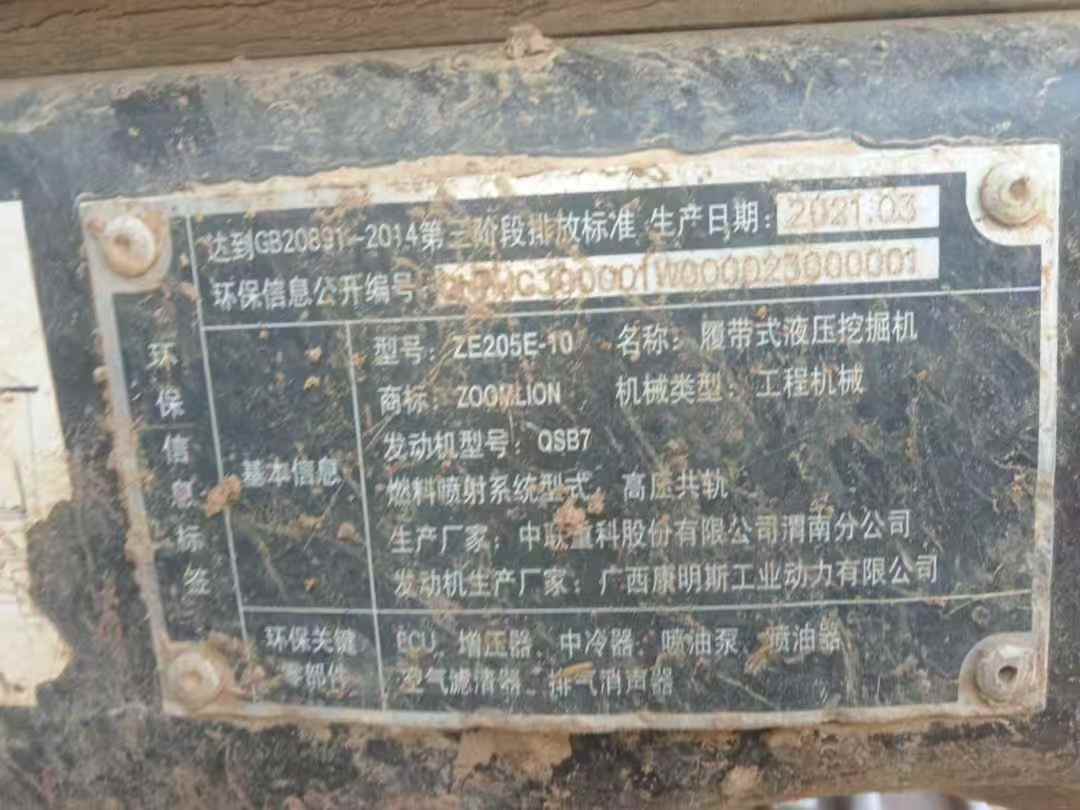 达到GB20891-2014第三阶段排放标准 生产日期: 2021.03
环保信息公开编号:
环保信息标签
基本信息
型号: ZE205E-10 名称: 履带式液压挖掘机
商标: ZOOMLION 机械类型: 工程机械
发动机型号: QSB7
燃料喷射系统型式 高压共轨
生产厂家: 中联重科股份有限公司渭南分公司
发动机生产厂家: 广西康明斯工业动力有限公司
环保关键零部件
ECU、增压器、中冷器、喷油泵、喷油器
空气滤清器、排气消声器